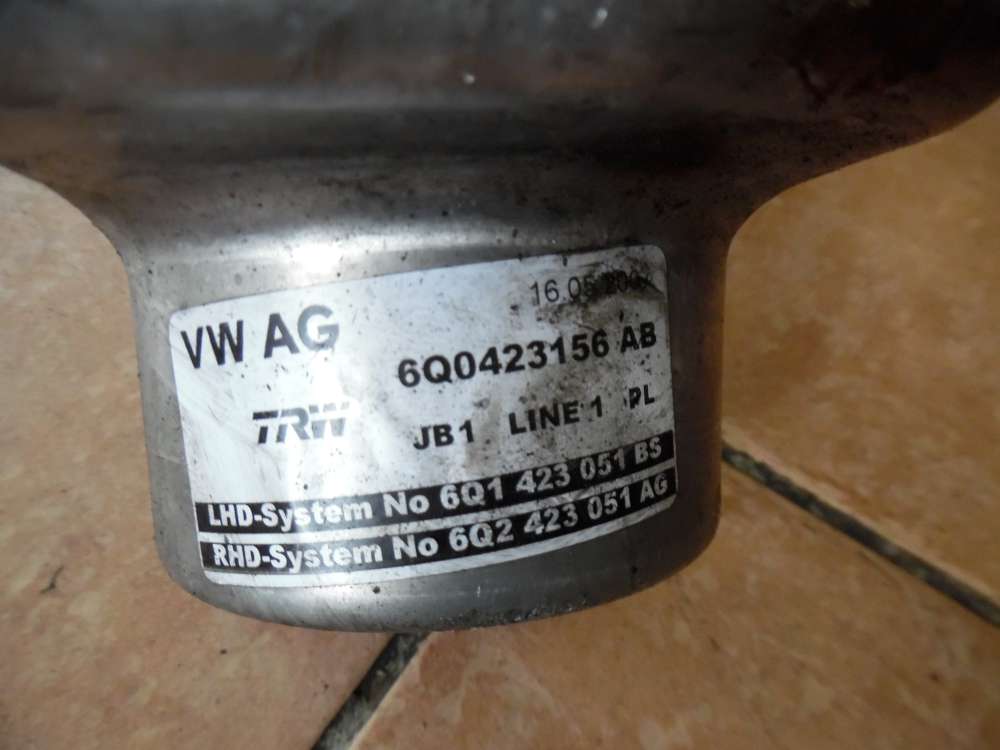 VW AG
16.05.
6Q0423156 AB
TRW JB1 LINE 1 PL
LHD-System No 6Q1 423 051 BS
RHD-System No 6Q2 423 051 AG